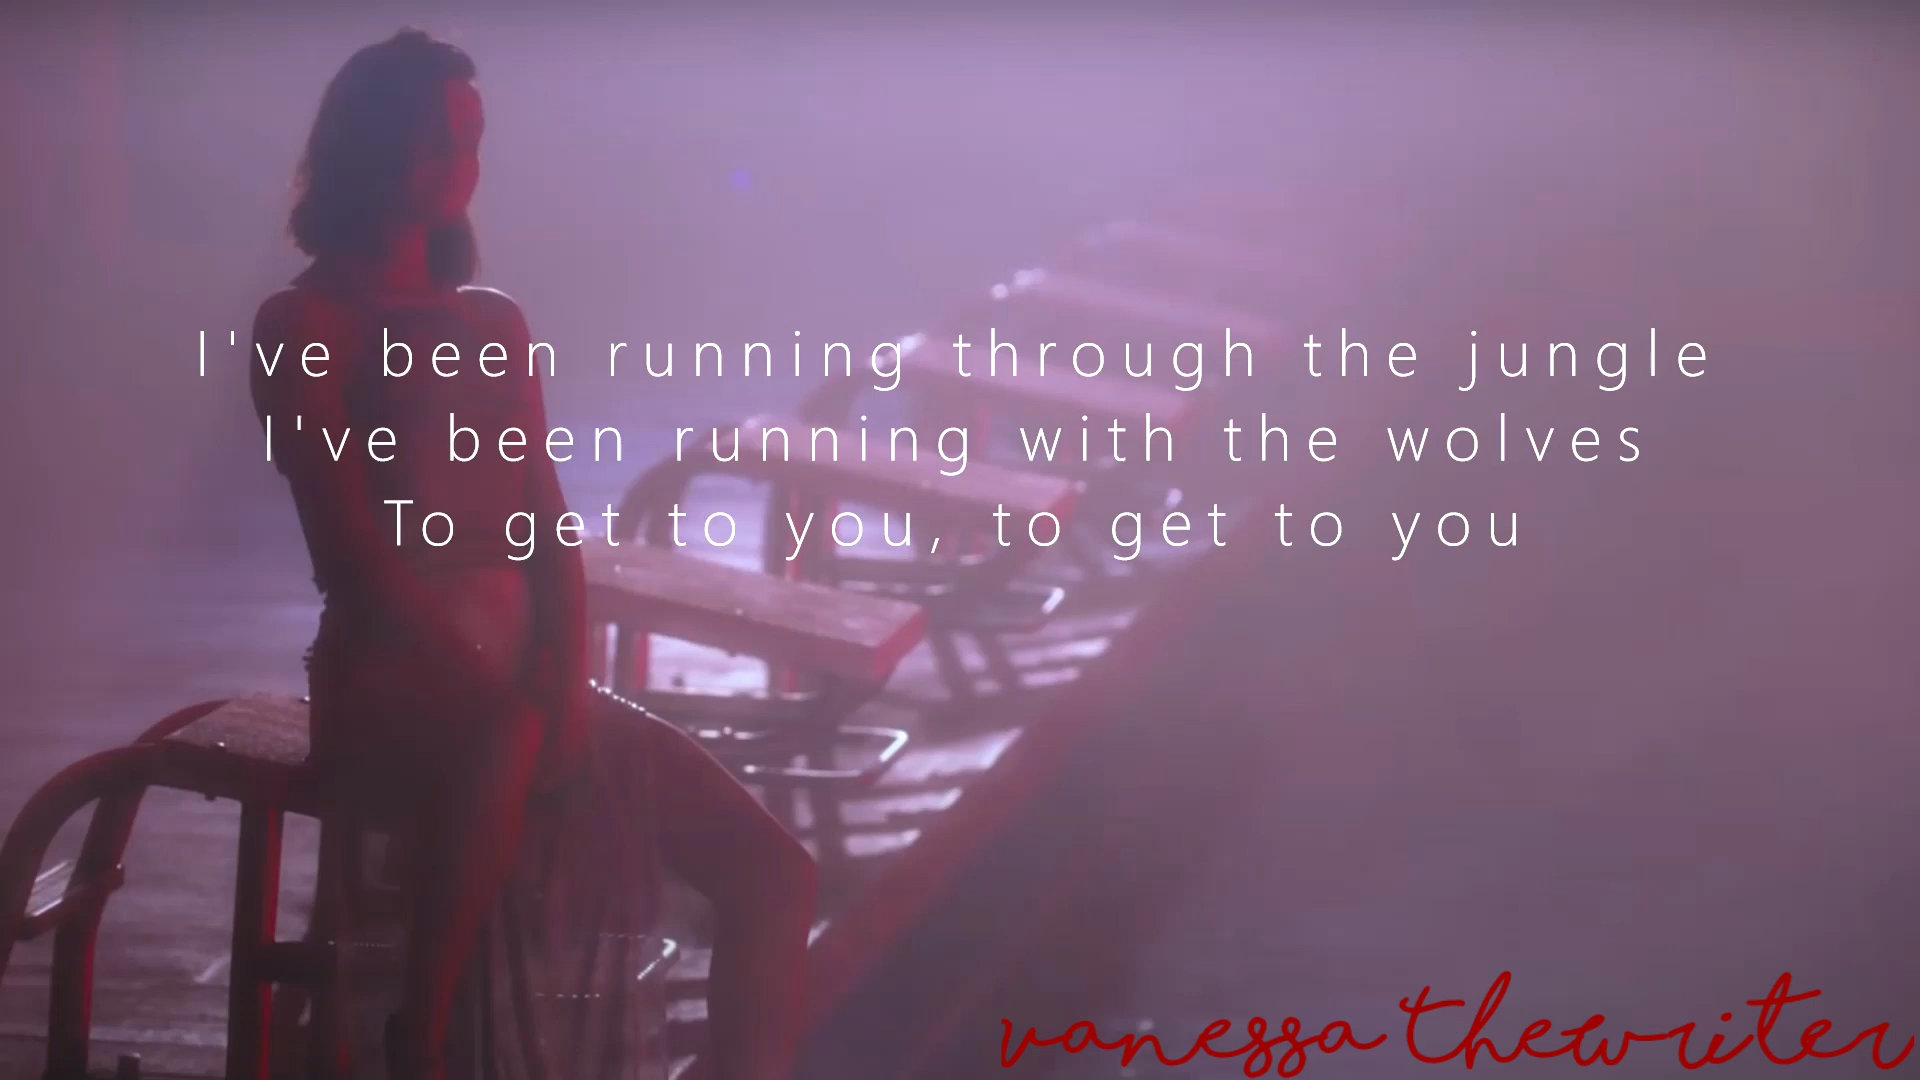 I've been running through the jungle
I've been running with the wolves
To get to you, to get to you
vanessa thewriter